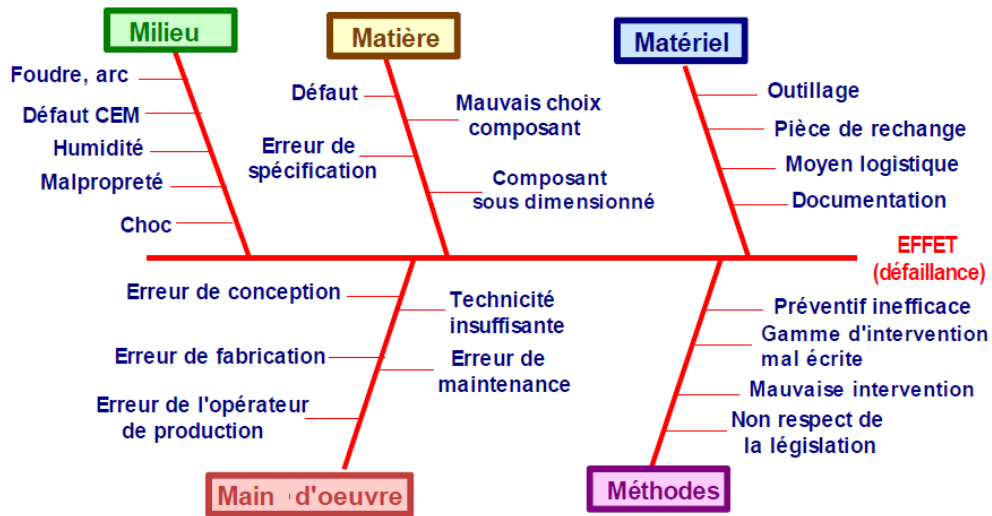 Milieu
Matière
Matériel
Foudre, arc
Défaut CEM
Humidité
Malpropreté
Choc
Défaut
Erreur de
spécification
Mauvais choix
composant
Composant
sous dimensionné
Outillage
Pièce de rechange
Moyen logistique
Documentation
EFFET
(défaillance)
Erreur de conception
Erreur de fabrication
Erreur de l'opérateur
de production
Technicité
insuffisante
Erreur de
maintenance
Préventif inefficace
Gamme d'intervention
mal écrite
Mauvaise intervention
Non respect de
la législation
Main d'oeuvre
Méthodes